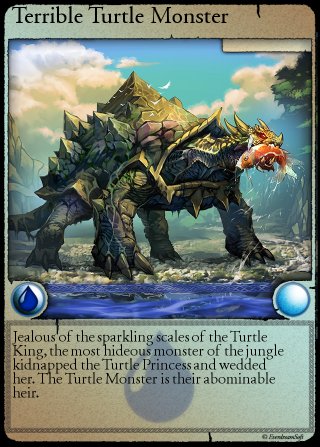 Terrible Turtle Monster
Jealous of the sparkling scales of the Turtle
King, the most hideous monster of the jungle
kidnapped the Turtle Princess and wedded
her. The Turtle Monster is their abominable
heir.
© EverdreamSoft